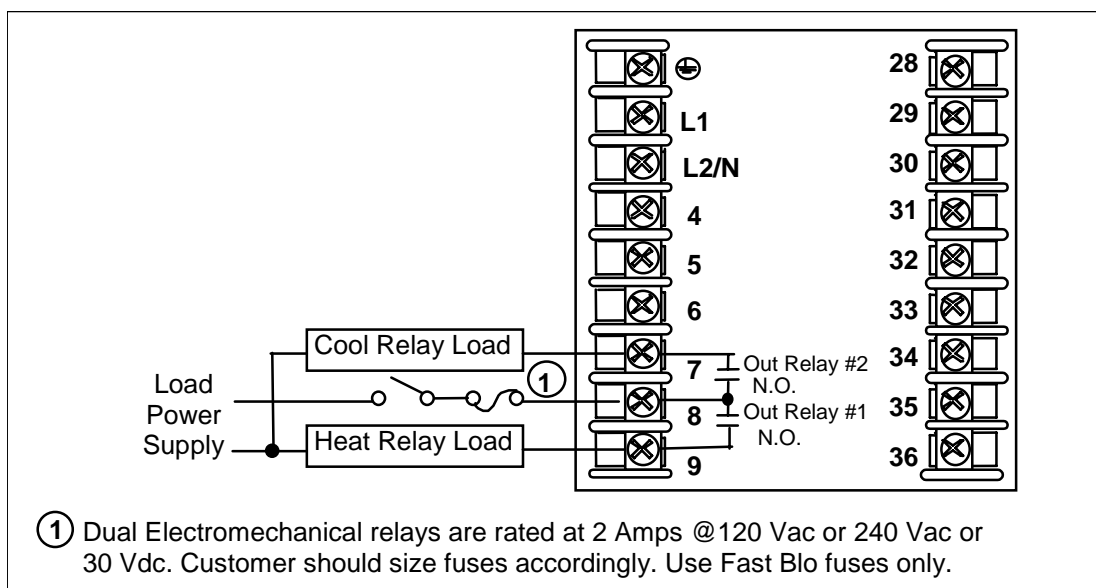 28
29
L1
30
L2/N
31
4
32
5
33
6
Cool Relay Load
34
7
Out Relay #2
N.O.
1
Load
Power
Supply
35
8
Out Relay #1
N.O.
Heat Relay Load
36
9
1 Dual Electromechanical relays are rated at 2 Amps @120 Vac or 240 Vac or
30 Vdc. Customer should size fuses accordingly. Use Fast Blo fuses only.